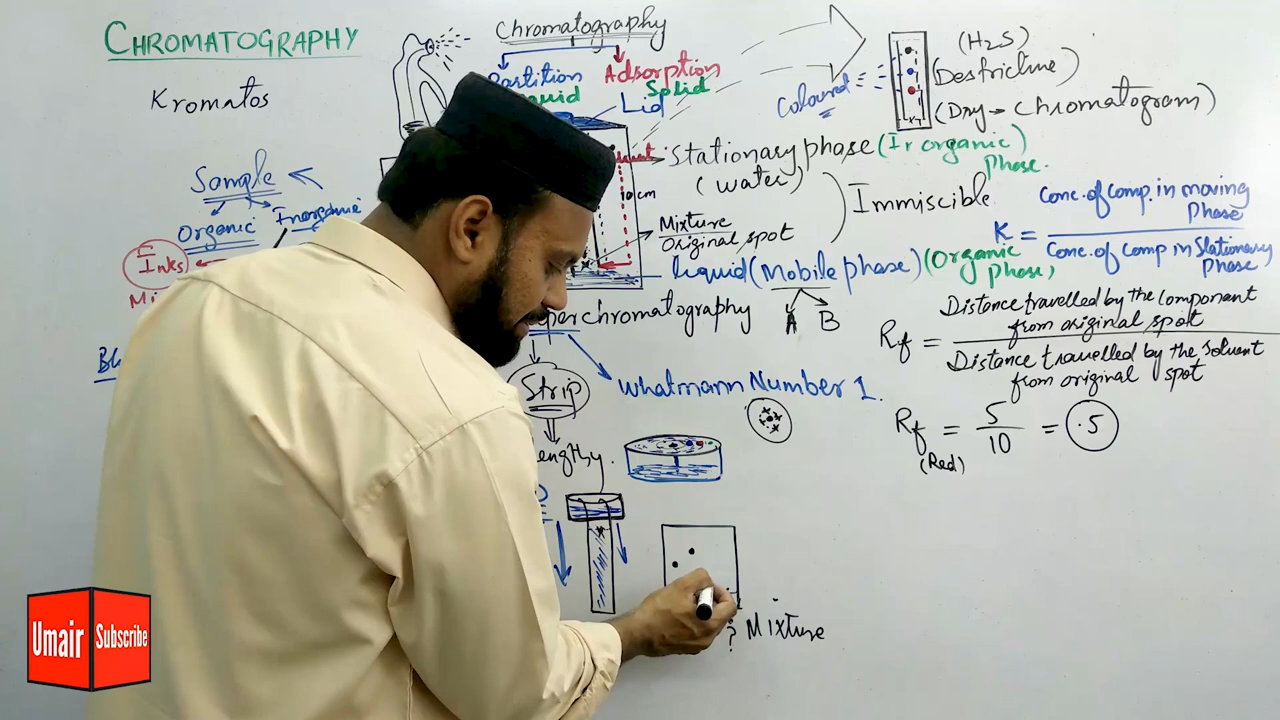 CHROMATOGRAPHY
Kromatos
Sample
Organic
Inorganic
Inks
Chromatography
Partition
Adsorption
Solid
Lid
Coloured
(H2S)
(Destricture)
(Dry → Chromatogram)
Stationary phase (Inorganic Phase.)
(water)
10 cm
Immiscible
Mixture
Original spot
liquid (Mobile phase) (Organic phase)
A B
chromatography
K = Conc. of comp. in moving Phase
Conc. of comp in Stationary Phase
Rf = Distance travelled by the component from original spot
Distance travelled by the solvent from original spot
Rf = 5 / 10 = .5
(Red)
Strip
Whatmann Number 1.
? Mixture
Umair
Subscribe